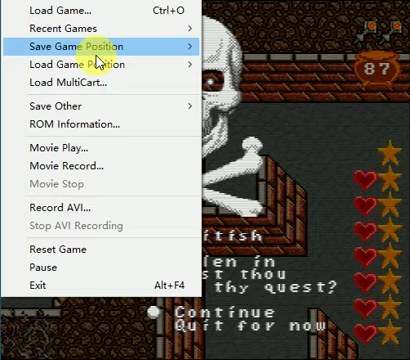 Load Game... Ctrl+O
Recent Games
Save Game Position
Load Game Position
Load MultiCart...
Save Other
ROM Information...
Movie Play...
Movie Record...
Movie Stop
Record AVI...
Stop AVI Recording
Reset Game
Pause
Exit Alt+F4
87
tish
len in
st thou
thy quest?
Continue
Quit for now